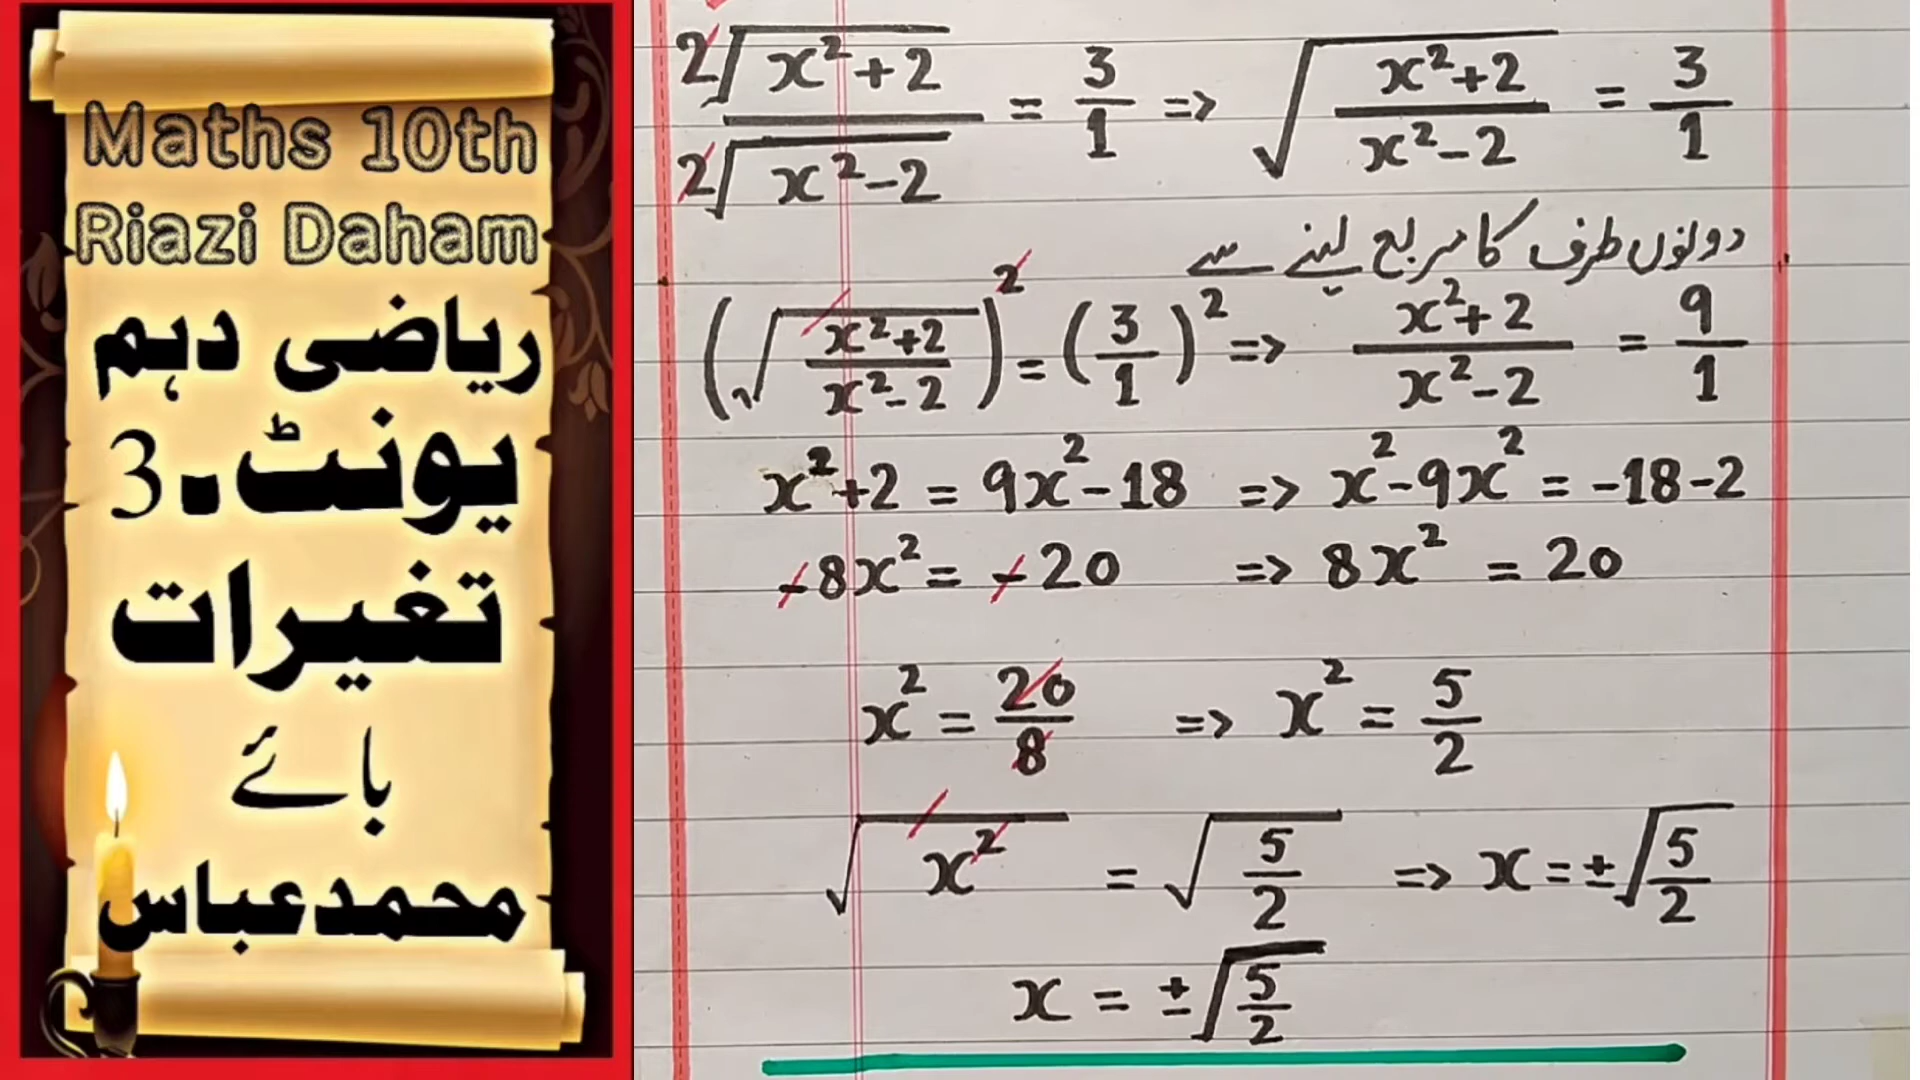 Maths 10th
Riazi Daham
ریاضی دہم
یونٹ۔3
تغیرات
بائے
محمدعباس
2√(x²+2) / 2√(x²-2) = 3/1 => √((x²+2)/(x²-2)) = 3/1
دونوں طرف کا مربع لینے سے
(√((x²+2)/(x²-2)))² = (3/1)² => (x²+2)/(x²-2) = 9/1
x²+2 = 9x²-18 => x²-9x² = -18-2
-8x² = -20 => 8x² = 20
x² = 20/8 => x² = 5/2
√x² = √(5/2) => x = ±√(5/2)
x = ±√(5/2)